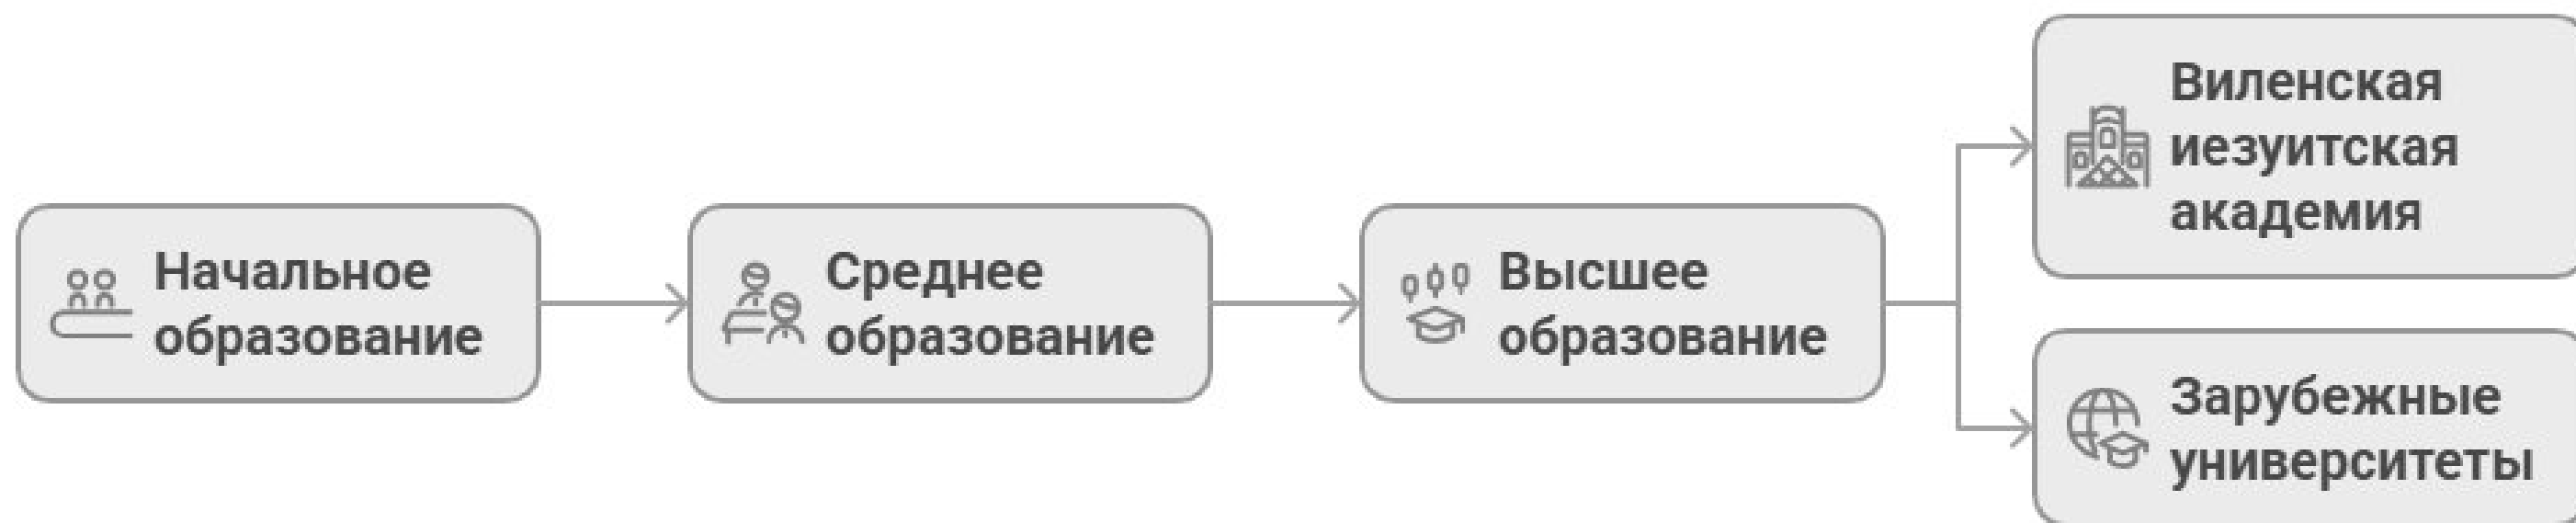 Начальное
образование
Среднее
образование
Высшее
образование
Виленская
иезуитская
академия
Зарубежные
университеты